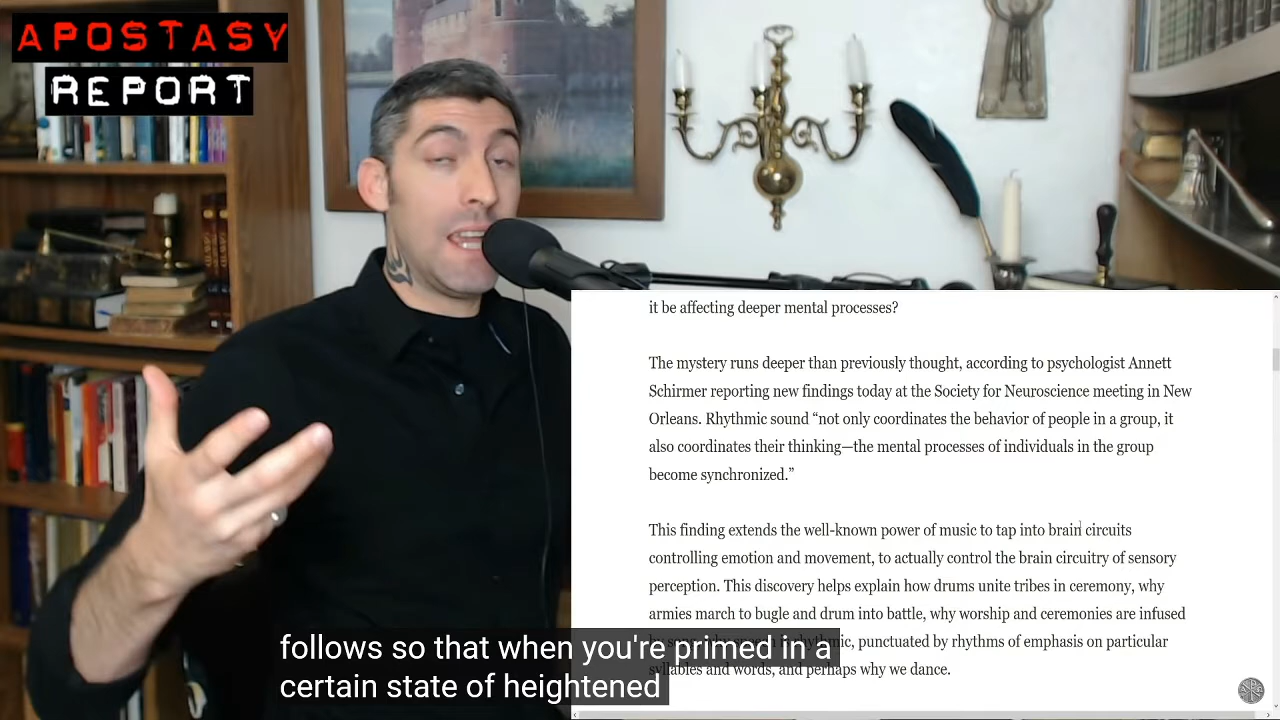 APOSTASY
REPORT
it be affecting deeper mental processes?
The mystery runs deeper than previously thought, according to psychologist Annett
Schirmer reporting new findings today at the Society for Neuroscience meeting in New
Orleans. Rhythmic sound “not only coordinates the behavior of people in a group, it
also coordinates their thinking—the mental processes of individuals in the group
become synchronized.”
This finding extends the well-known power of music to tap into brain circuits
controlling emotion and movement, to actually control the brain circuitry of sensory
perception. This discovery helps explain how drums unite tribes in ceremony, why
armies march to bugle and drum into battle, why worship and ceremonies are infused
by song, why speech is rhythmic, punctuated by rhythms of emphasis on particular
syllables and words, and perhaps why we dance.
follows so that when you're primed in a
certain state of heightened